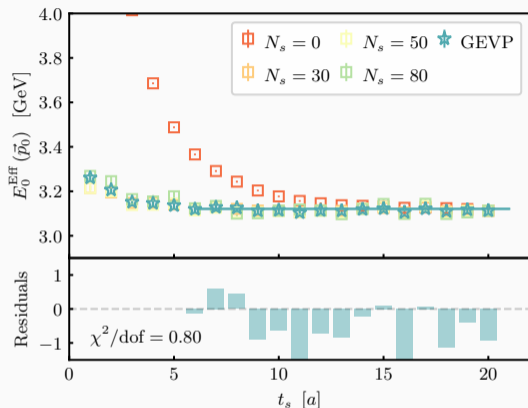 4.0
3.8
3.6
3.4
3.2
3.0
E_0^Eff(p⃗_0) [GeV]
N_s = 0
N_s = 30
N_s = 50
N_s = 80
GEVP
1
0
−1
Residuals
χ²/dof = 0.80
0 5 10 15 20
t_s [a]